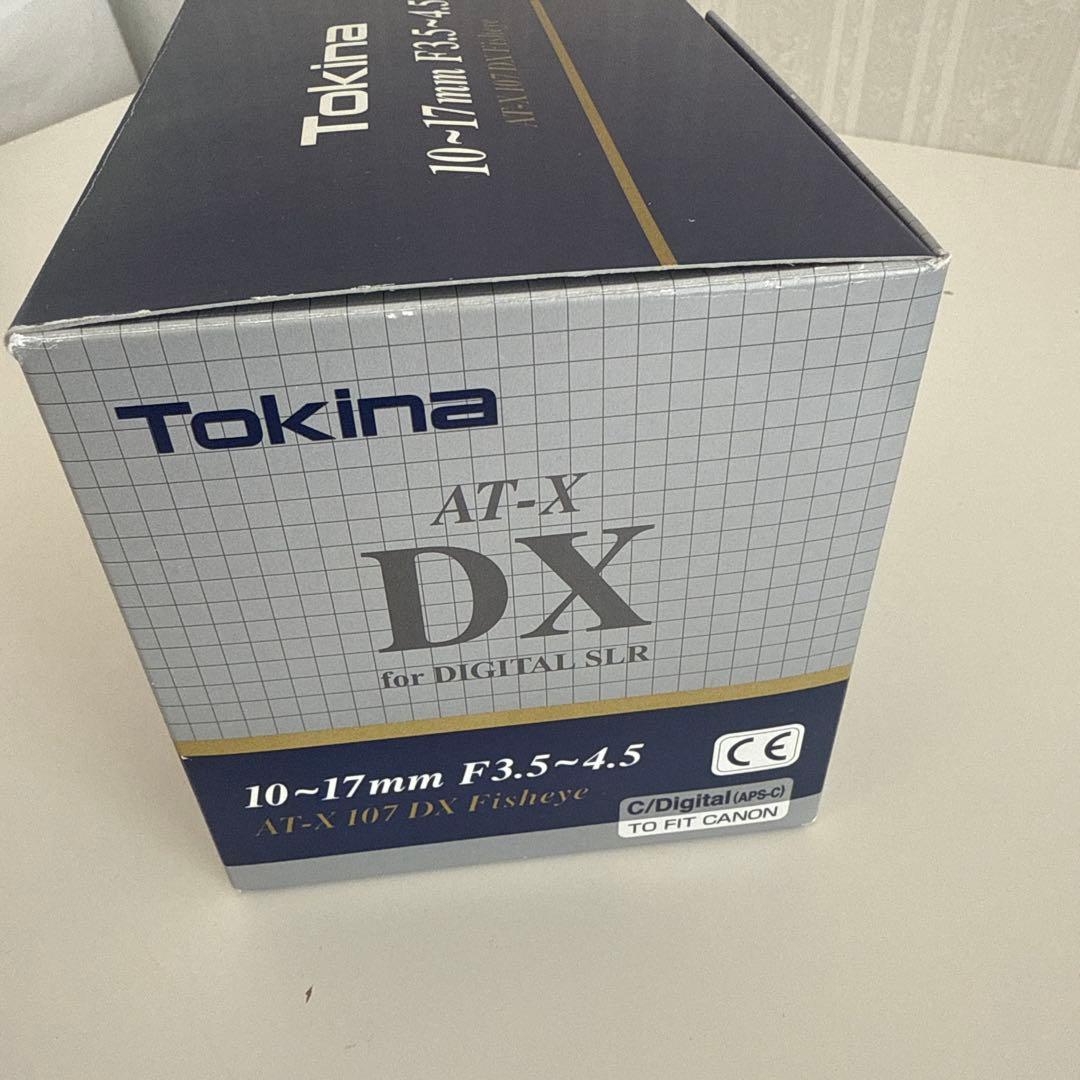 Tokina
10~17mm F3.5~4.5
AT-X 107 DX Fisheye
Tokina
AT-X
DX
for DIGITAL SLR
10~17mm F3.5~4.5
AT-X 107 DX Fisheye
CE
C/Digital(APS-C)
TO FIT CANON